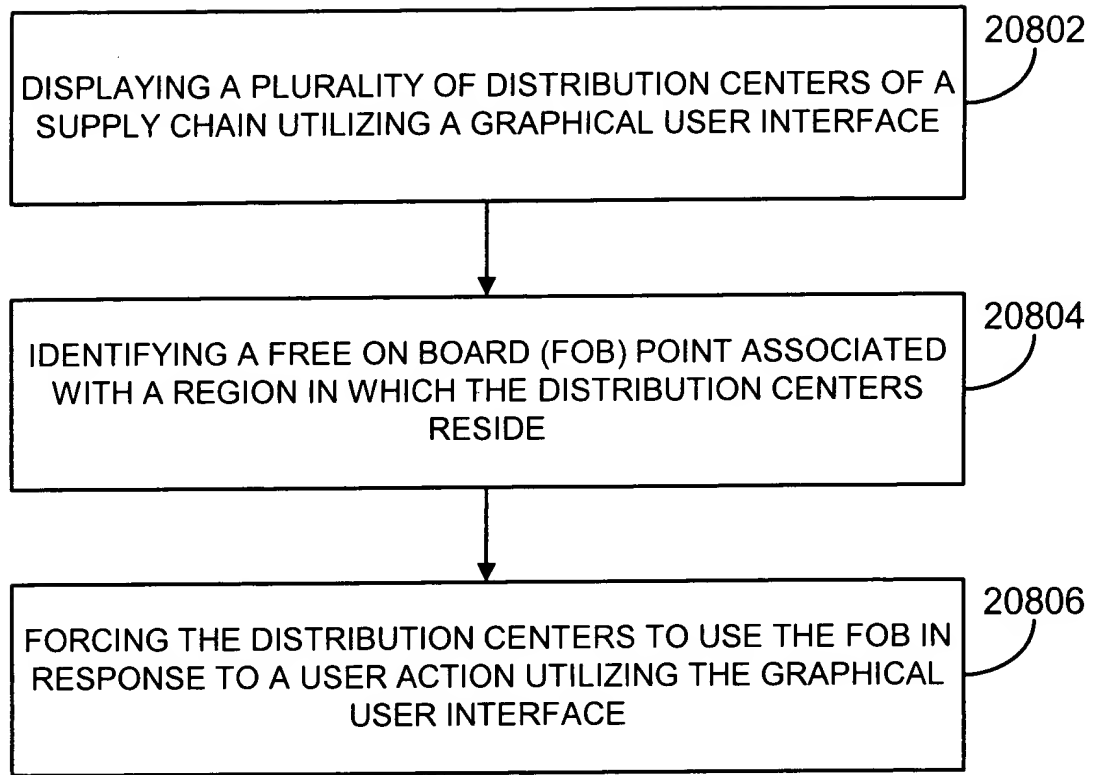 20802
DISPLAYING A PLURALITY OF DISTRIBUTION CENTERS OF A
SUPPLY CHAIN UTILIZING A GRAPHICAL USER INTERFACE
20804
IDENTIFYING A FREE ON BOARD (FOB) POINT ASSOCIATED
WITH A REGION IN WHICH THE DISTRIBUTION CENTERS
RESIDE
20806
FORCING THE DISTRIBUTION CENTERS TO USE THE FOB IN
RESPONSE TO A USER ACTION UTILIZING THE GRAPHICAL
USER INTERFACE